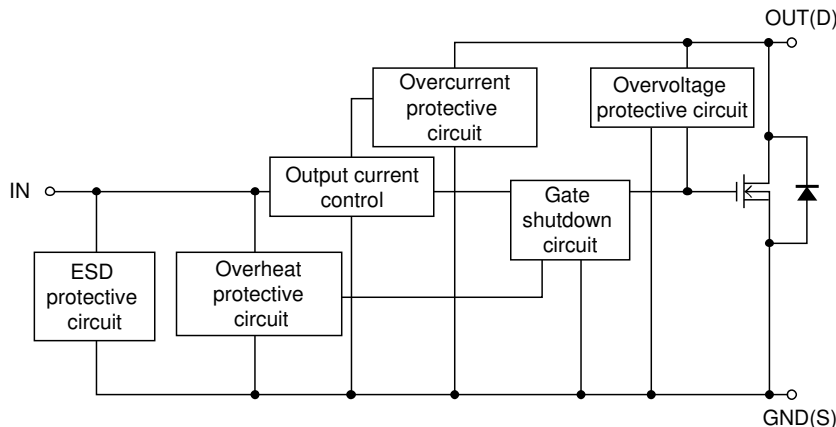 OUT(D)
Overcurrent
protective
circuit
Overvoltage
protective circuit
IN
Output current
control
Gate
shutdown
circuit
ESD
protective
circuit
Overheat
protective
circuit
GND(S)